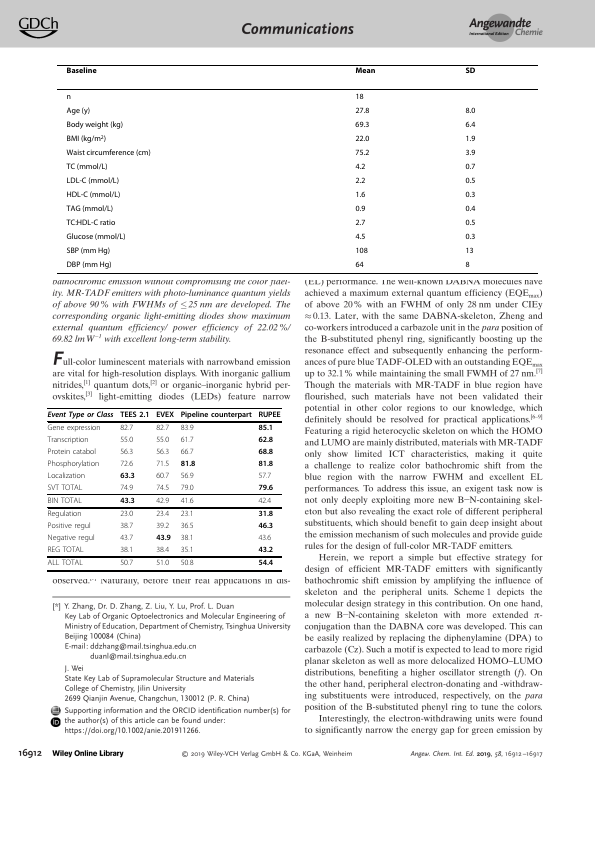 GDCh
Communications
Angewandte
International Edition Chemie
Baseline Mean SD
n 18
Age (y) 27.8 8.0
Body weight (kg) 69.3 6.4
BMI (kg/m²) 22.0 1.9
Waist circumference (cm) 75.2 3.9
TC (mmol/L) 4.2 0.7
LDL-C (mmol/L) 2.2 0.5
HDL-C (mmol/L) 1.6 0.3
TAG (mmol/L) 0.9 0.4
TC:HDL-C ratio 2.7 0.5
Glucose (mmol/L) 4.5 0.3
SBP (mm Hg) 108 13
DBP (mm Hg) 64 8
bathochromic emission without compromising the color fidel-
ity. MR-TADF emitters with photo-luminance quantum yields
of above 90 % with FWHMs of ≤ 25 nm are developed. The
corresponding organic light-emitting diodes show maximum
external quantum efficiency/ power efficiency of 22.02 %/
69.82 lm W⁻¹ with excellent long-term stability.
Full-color luminescent materials with narrowband emission
are vital for high-resolution displays. With inorganic gallium
nitrides,[1] quantum dots,[2] or organic–inorganic hybrid per-
ovskites,[3] light-emitting diodes (LEDs) feature narrow
Event Type or Class TEES 2.1 EVEX Pipeline counterpart RUPEE
Gene expression 82.7 82.7 83.9 85.1
Transcription 55.0 55.0 61.7 62.8
Protein catabol 56.3 56.3 66.7 68.8
Phosphorylation 72.6 71.5 81.8 81.8
Localization 63.3 60.7 56.9 57.7
SVT TOTAL 74.9 74.5 79.0 79.6
BIN TOTAL 43.3 42.9 41.6 42.4
Regulation 23.0 23.4 23.1 31.8
Positive regul 38.7 39.2 36.5 46.3
Negative regul 43.7 43.9 38.1 43.6
REG TOTAL 38.1 38.4 35.1 43.2
ALL TOTAL 50.7 51.0 50.8 54.4
observed. Naturally, before their real applications in dis-
[*] Y. Zhang, Dr. D. Zhang, Z. Liu, Y. Lu, Prof. L. Duan
Key Lab of Organic Optoelectronics and Molecular Engineering of
Ministry of Education, Department of Chemistry, Tsinghua University
Beijing 100084 (China)
E-mail: ddzhang@mail.tsinghua.edu.cn
duanl@mail.tsinghua.edu.cn
J. Wei
State Key Lab of Supramolecular Structure and Materials
College of Chemistry, Jilin University
2699 Qianjin Avenue, Changchun, 130012 (P. R. China)
Supporting information and the ORCID identification number(s) for
iD the author(s) of this article can be found under:
https://doi.org/10.1002/anie.201911266.
(EL) performance. The well-known DABNA molecules have
achieved a maximum external quantum efficiency (EQEmax)
of above 20 % with an FWHM of only 28 nm under CIEy
≈ 0.13. Later, with the same DABNA-skeleton, Zheng and
co-workers introduced a carbazole unit in the para position of
the B-substituted phenyl ring, significantly boosting up the
resonance effect and subsequently enhancing the perform-
ances of pure blue TADF-OLED with an outstanding EQEmax
up to 32.1 % while maintaining the small FWMH of 27 nm.[7]
Though the materials with MR-TADF in blue region have
flourished, such materials have not been validated their
potential in other color regions to our knowledge, which
definitely should be resolved for practical applications.[6–9]
Featuring a rigid heterocyclic skeleton on which the HOMO
and LUMO are mainly distributed, materials with MR-TADF
only show limited ICT characteristics, making it quite
a challenge to realize color bathochromic shift from the
blue region with the narrow FWHM and excellent EL
performances. To address this issue, an exigent task now is
not only deeply exploiting more new B−N-containing skel-
eton but also revealing the exact role of different peripheral
substituents, which should benefit to gain deep insight about
the emission mechanism of such molecules and provide guide
rules for the design of full-color MR-TADF emitters.
Herein, we report a simple but effective strategy for
design of efficient MR-TADF emitters with significantly
bathochromic shift emission by amplifying the influence of
skeleton and the peripheral units. Scheme 1 depicts the
molecular design strategy in this contribution. On one hand,
a new B−N-containing skeleton with more extended π-
conjugation than the DABNA core was developed. This can
be easily realized by replacing the diphenylamine (DPA) to
carbazole (Cz). Such a motif is expected to lead to more rigid
planar skeleton as well as more delocalized HOMO–LUMO
distributions, benefiting a higher oscillator strength (f). On
the other hand, peripheral electron-donating and -withdraw-
ing substituents were introduced, respectively, on the para
position of the B-substituted phenyl ring to tune the colors.
Interestingly, the electron-withdrawing units were found
to significantly narrow the energy gap for green emission by
16912 Wiley Online Library © 2019 Wiley-VCH Verlag GmbH & Co. KGaA, Weinheim Angew. Chem. Int. Ed. 2019, 58, 16912–16917